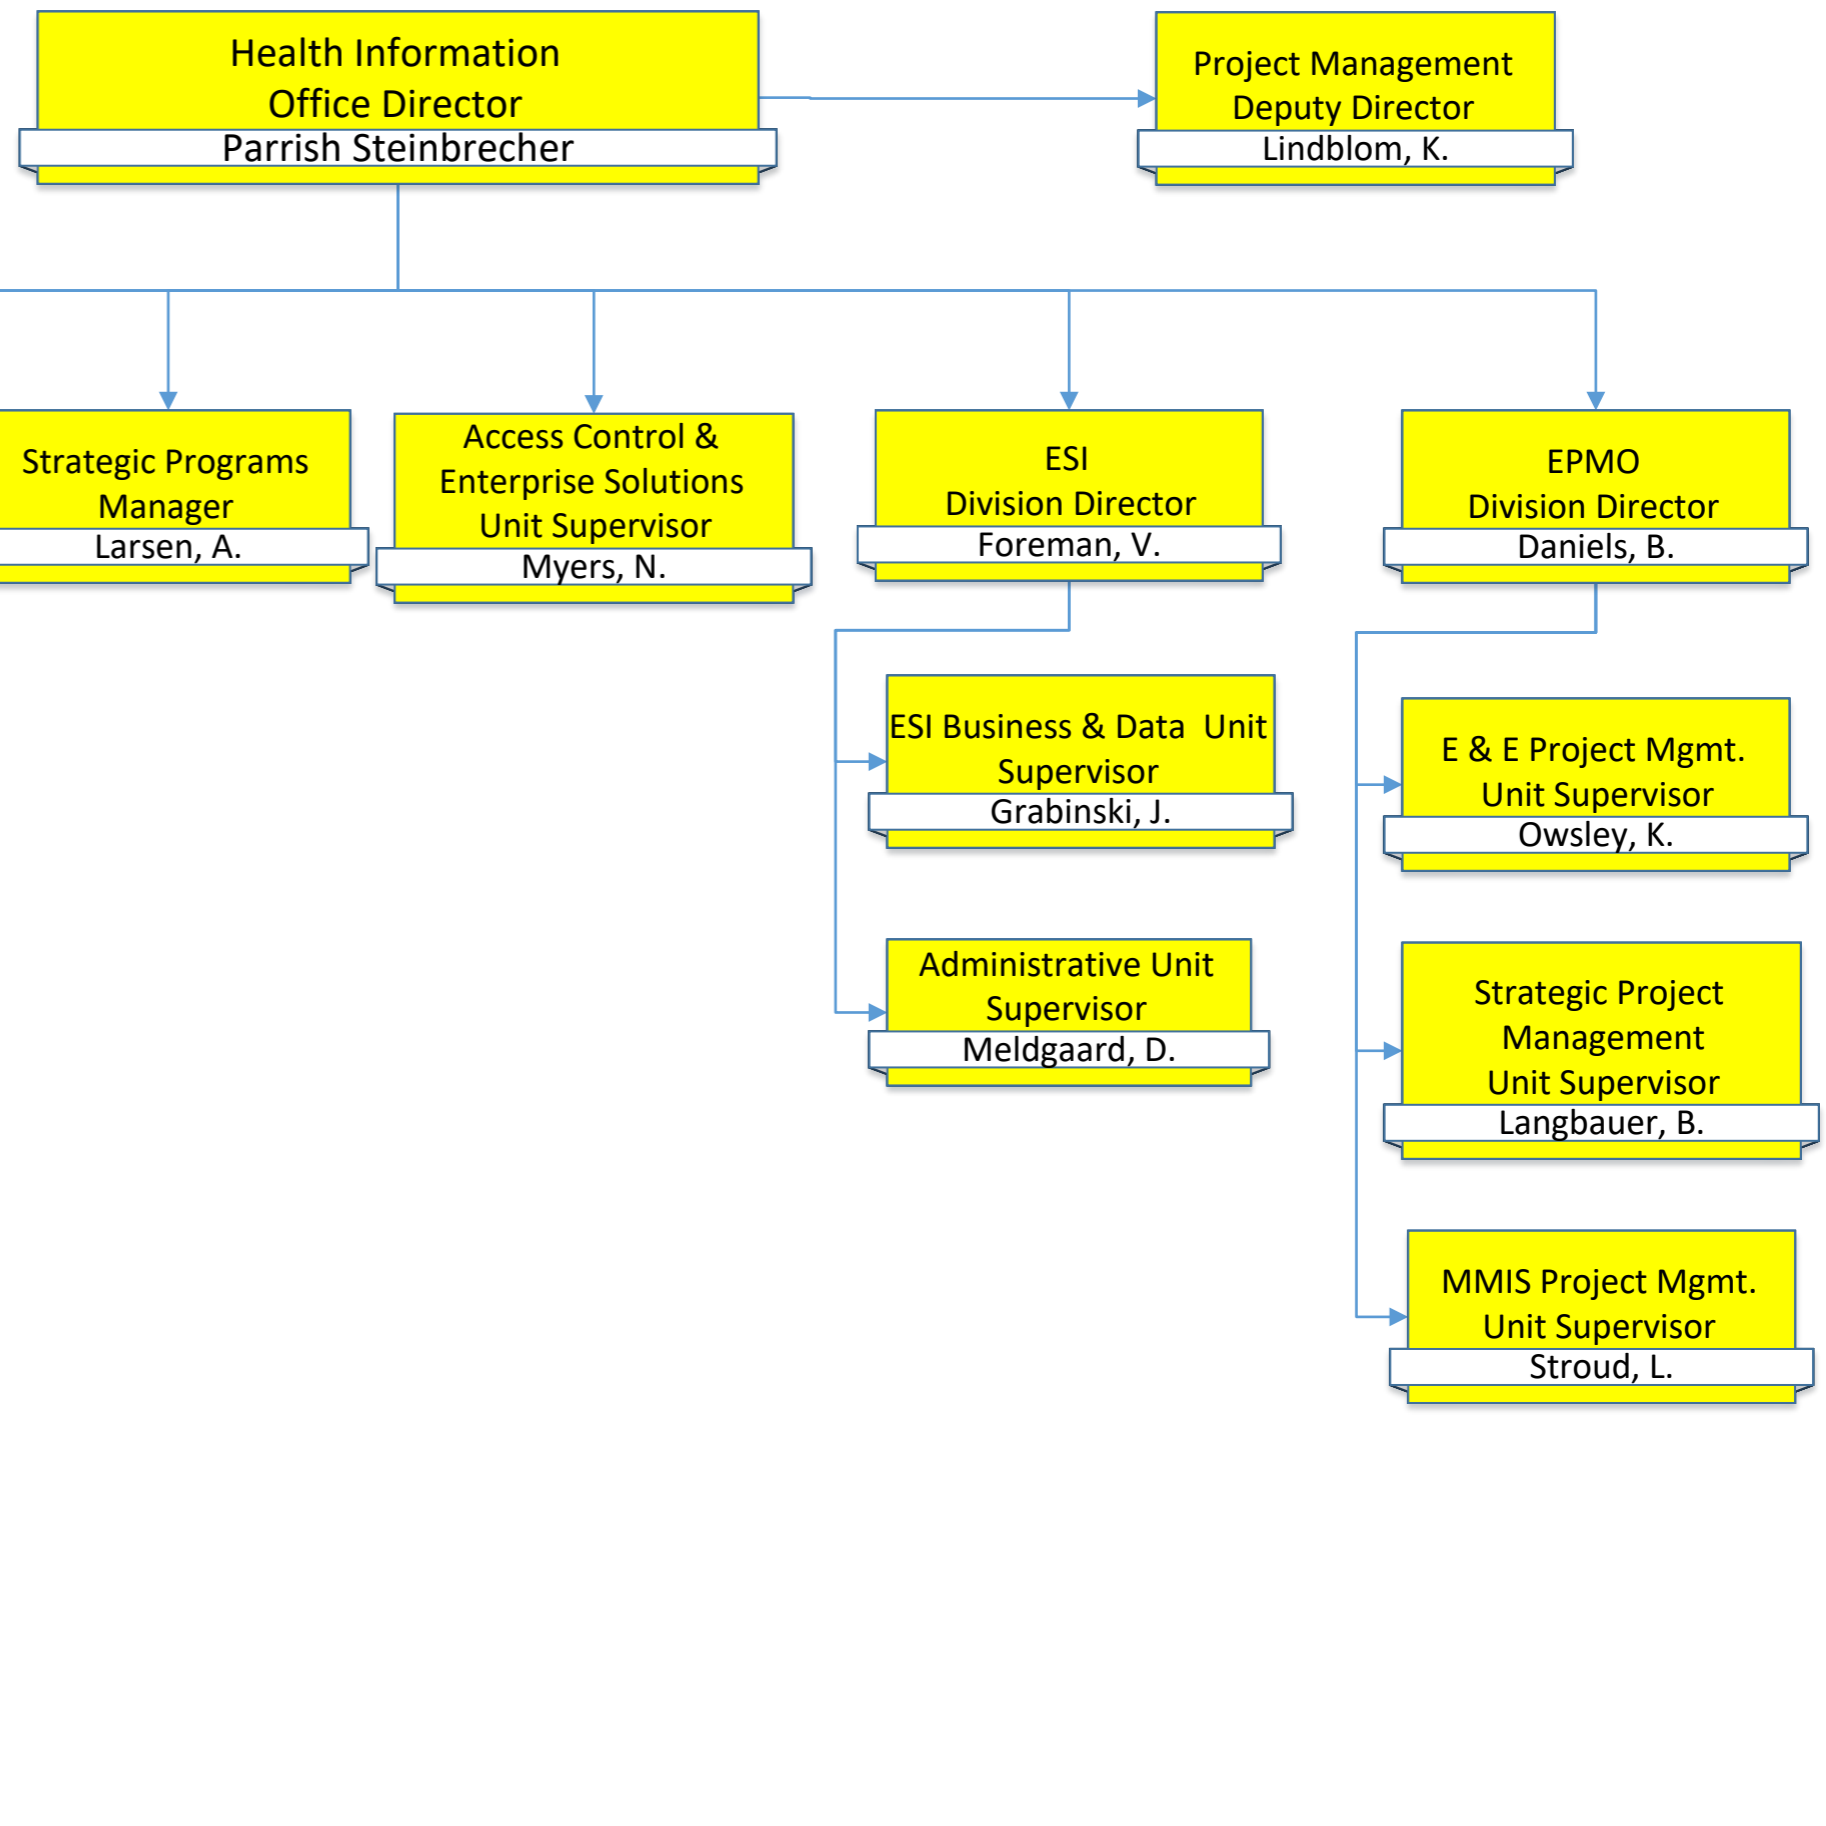 Health Information
Office Director
Parrish Steinbrecher
Project Management
Deputy Director
Lindblom, K.
Strategic Programs
Manager
Larsen, A.
Access Control &
Enterprise Solutions
Unit Supervisor
Myers, N.
ESI
Division Director
Foreman, V.
EPMO
Division Director
Daniels, B.
ESI Business & Data  Unit
Supervisor
Grabinski, J.
Administrative Unit
Supervisor
Meldgaard, D.
E & E Project Mgmt.
Unit Supervisor
Owsley, K.
Strategic Project
Management
Unit Supervisor
Langbauer, B.
MMIS Project Mgmt.
Unit Supervisor
Stroud, L.